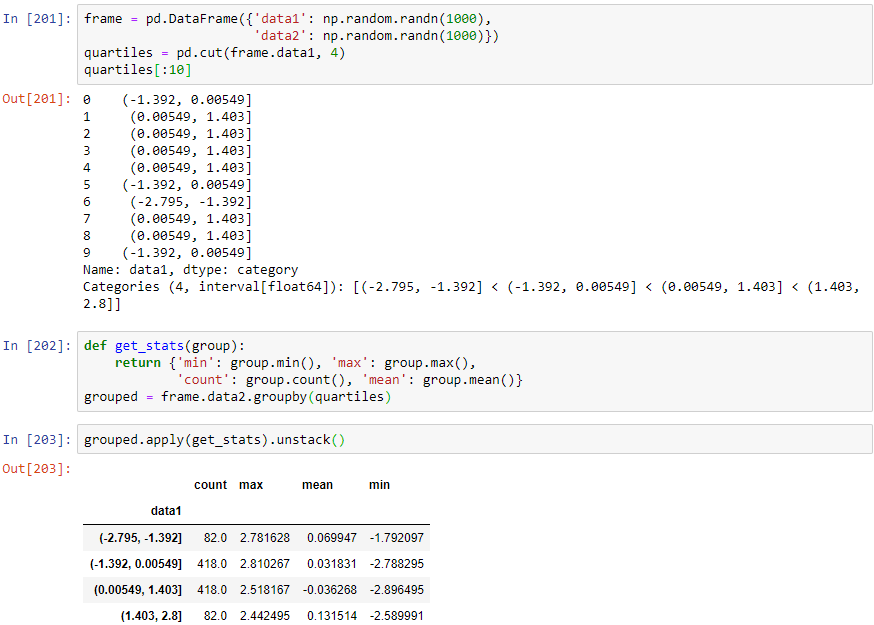 In [201]: frame = pd.DataFrame({'data1': np.random.randn(1000),
                      'data2': np.random.randn(1000)})
quartiles = pd.cut(frame.data1, 4)
quartiles[:10]
Out[201]: 0    (-1.392, 0.00549]
1     (0.00549, 1.403]
2     (0.00549, 1.403]
3     (0.00549, 1.403]
4     (0.00549, 1.403]
5    (-1.392, 0.00549]
6     (-2.795, -1.392]
7     (0.00549, 1.403]
8     (0.00549, 1.403]
9    (-1.392, 0.00549]
Name: data1, dtype: category
Categories (4, interval[float64]): [(-2.795, -1.392] < (-1.392, 0.00549] < (0.00549, 1.403] < (1.403,
2.8]]
In [202]: def get_stats(group):
    return {'min': group.min(), 'max': group.max(),
            'count': group.count(), 'mean': group.mean()}
grouped = frame.data2.groupby(quartiles)
In [203]: grouped.apply(get_stats).unstack()
Out[203]:
count max mean min
data1
(-2.795, -1.392] 82.0 2.781628 0.069947 -1.792097
(-1.392, 0.00549] 418.0 2.810267 0.031831 -2.788295
(0.00549, 1.403] 418.0 2.518167 -0.036268 -2.896495
(1.403, 2.8] 82.0 2.442495 0.131514 -2.589991